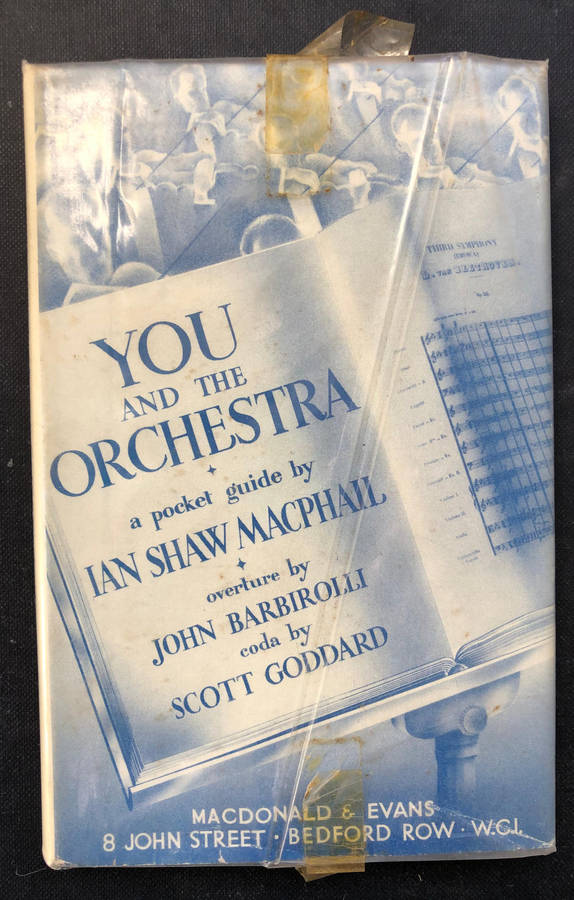 YOU
AND THE
ORCHESTRA
a pocket guide by
IAN SHAW MACPHAIL
overture by
JOHN BARBIROLLI
coda by
SCOTT GODDARD
THIRD SYMPHONY
(EROICA)
L. van BEETHOVEN.
MACDONALD & EVANS
8 JOHN STREET · BEDFORD ROW · W.C.1.